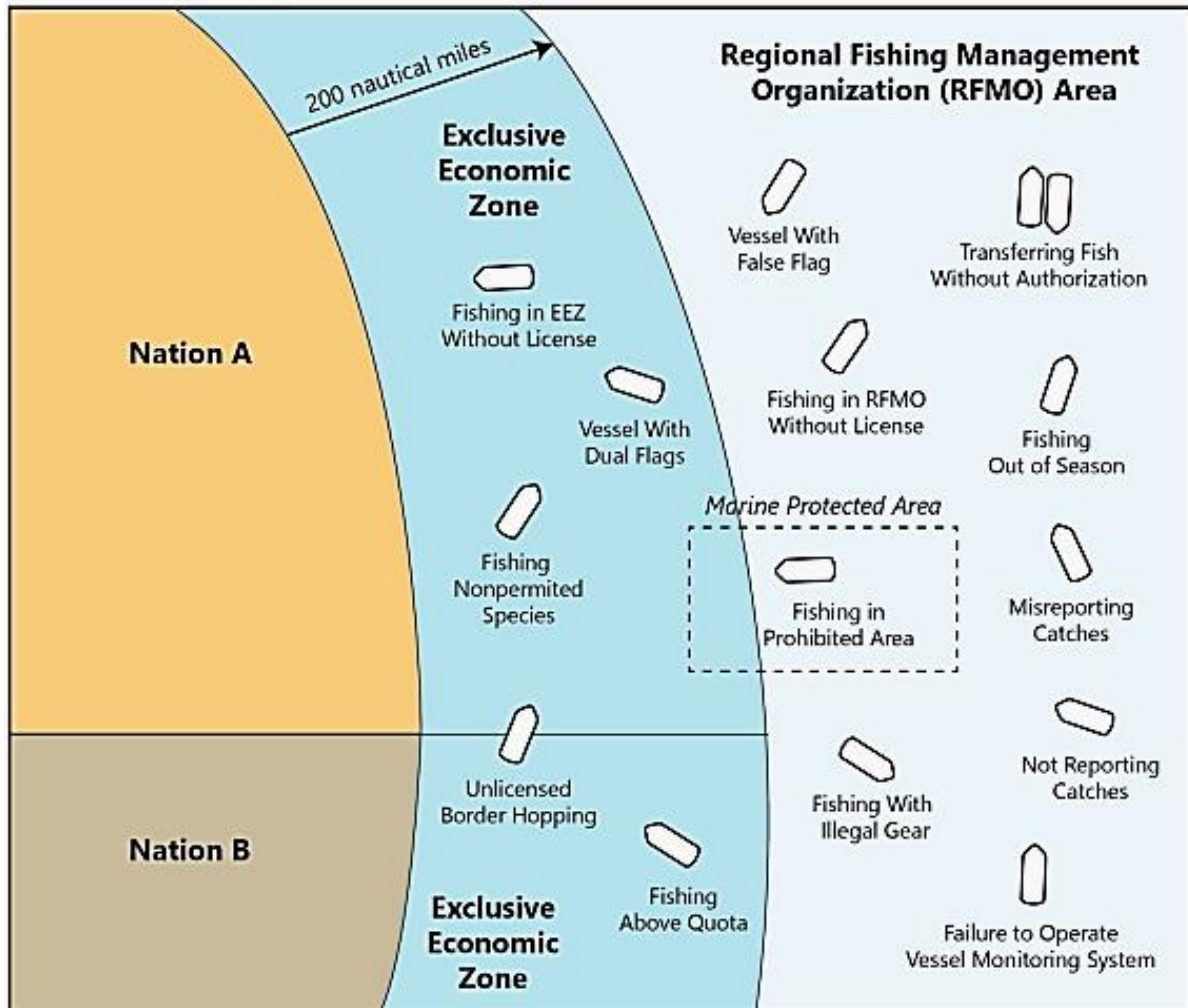 200 nautical miles
Regional Fishing Management
Organization (RFMO) Area
Exclusive
Economic
Zone
Vessel With
False Flag
Transferring Fish
Without Authorization
Fishing in EEZ
Without License
Nation A
Vessel With
Dual Flags
Fishing in RFMO
Without License
Fishing
Out of Season
Marine Protected Area
Fishing
Nonpermited
Species
Fishing in
Prohibited Area
Misreporting
Catches
Unlicensed
Border Hopping
Fishing With
Illegal Gear
Not Reporting
Catches
Nation B
Fishing
Above Quota
Exclusive
Economic
Zone
Failure to Operate
Vessel Monitoring System